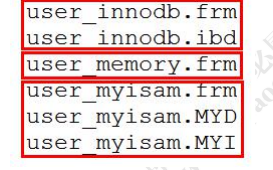 user_innodb.frm
user_innodb.ibd
user_memory.frm
user_myisam.frm
user_myisam.MYD
user_myisam.MYI